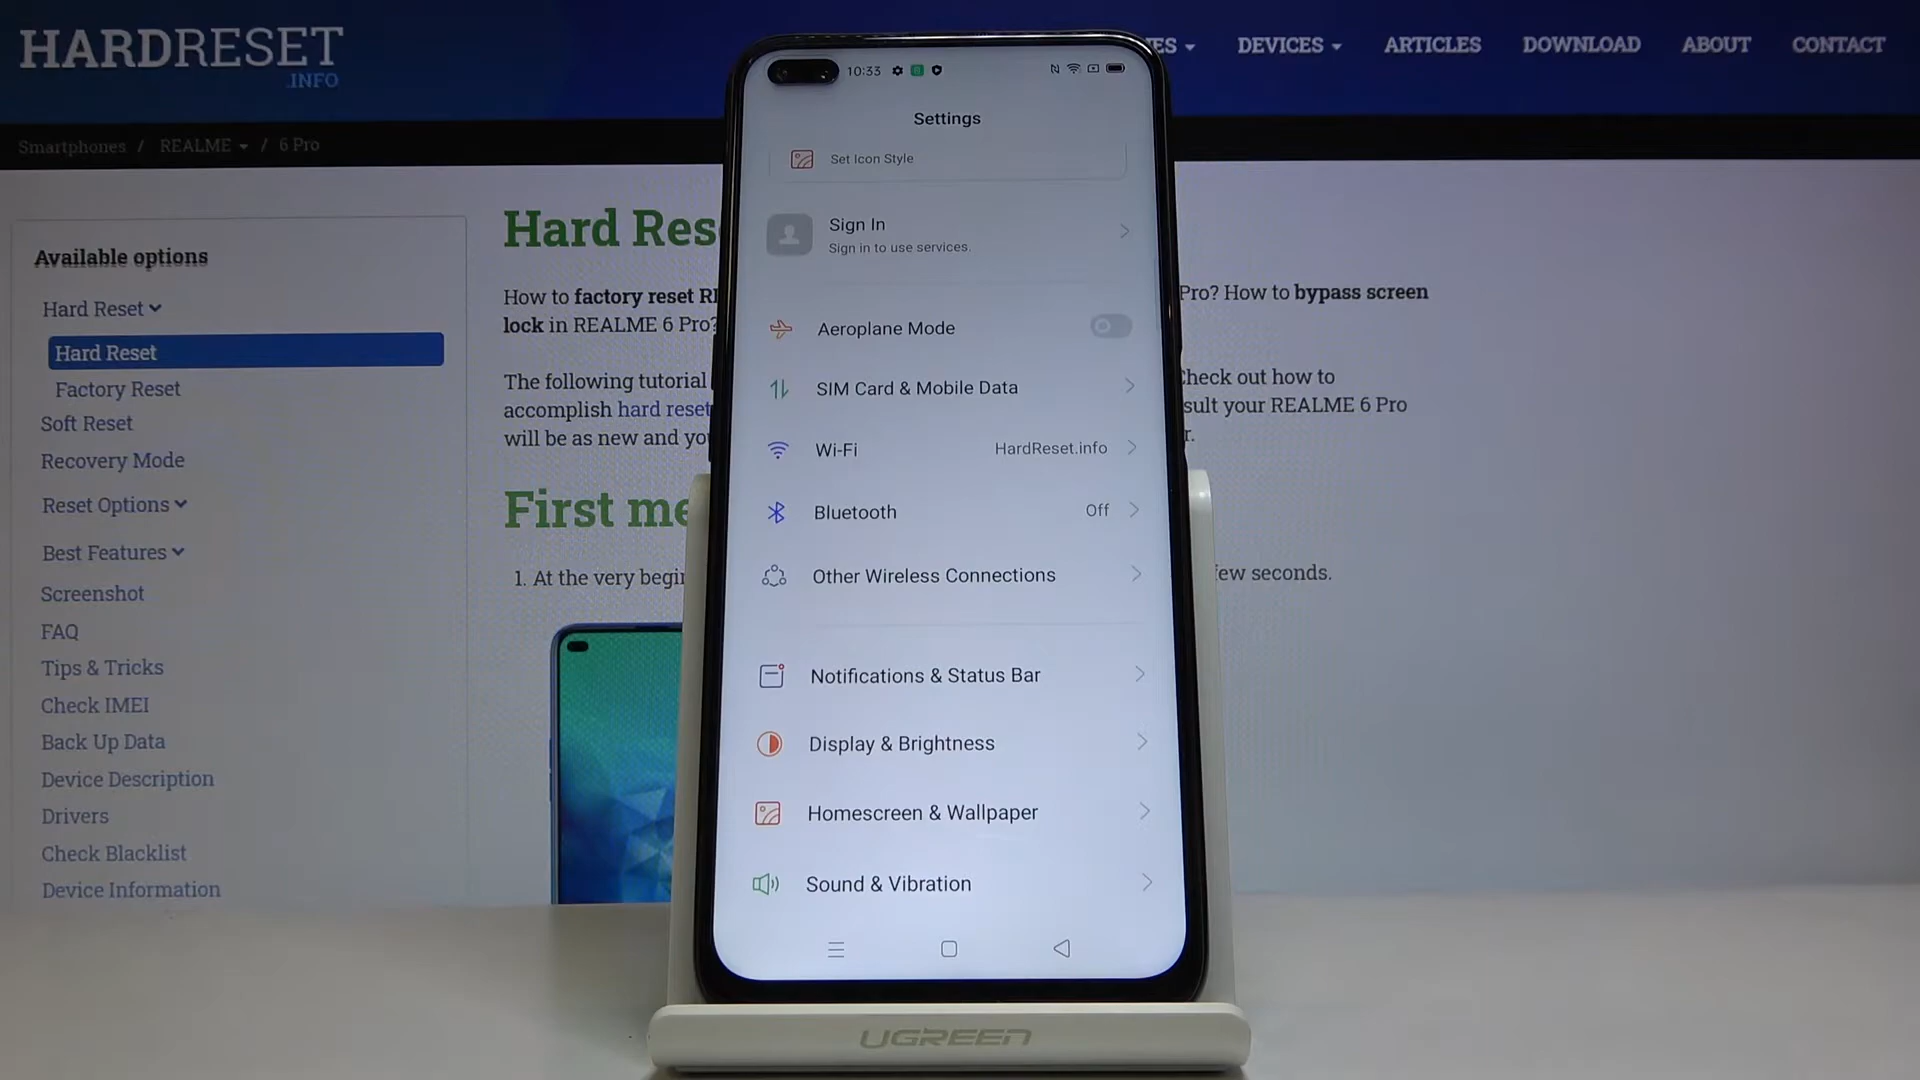 HARDRESET
.INFO
ES
DEVICES
ARTICLES
DOWNLOAD
ABOUT
CONTACT
Smartphones / REALME / 6 Pro
Available options
Hard Reset
Hard Reset
Factory Reset
Soft Reset
Recovery Mode
Reset Options
Best Features
Screenshot
FAQ
Tips & Tricks
Check IMEI
Back Up Data
Device Description
Drivers
Check Blacklist
Device Information
Hard Res
How to factory reset
lock in REALME 6 Pro?
The following tutorial
accomplish hard reset
will be as new and yo
First me
1. At the very begin
Pro? How to bypass screen
Check out how to
sult your REALME 6 Pro
r.
few seconds.
10:33
Settings
Set Icon Style
Sign In
Sign in to use services.
Aeroplane Mode
SIM Card & Mobile Data
Wi-Fi HardReset.info
Bluetooth Off
Other Wireless Connections
Notifications & Status Bar
Display & Brightness
Homescreen & Wallpaper
Sound & Vibration
UGREEN